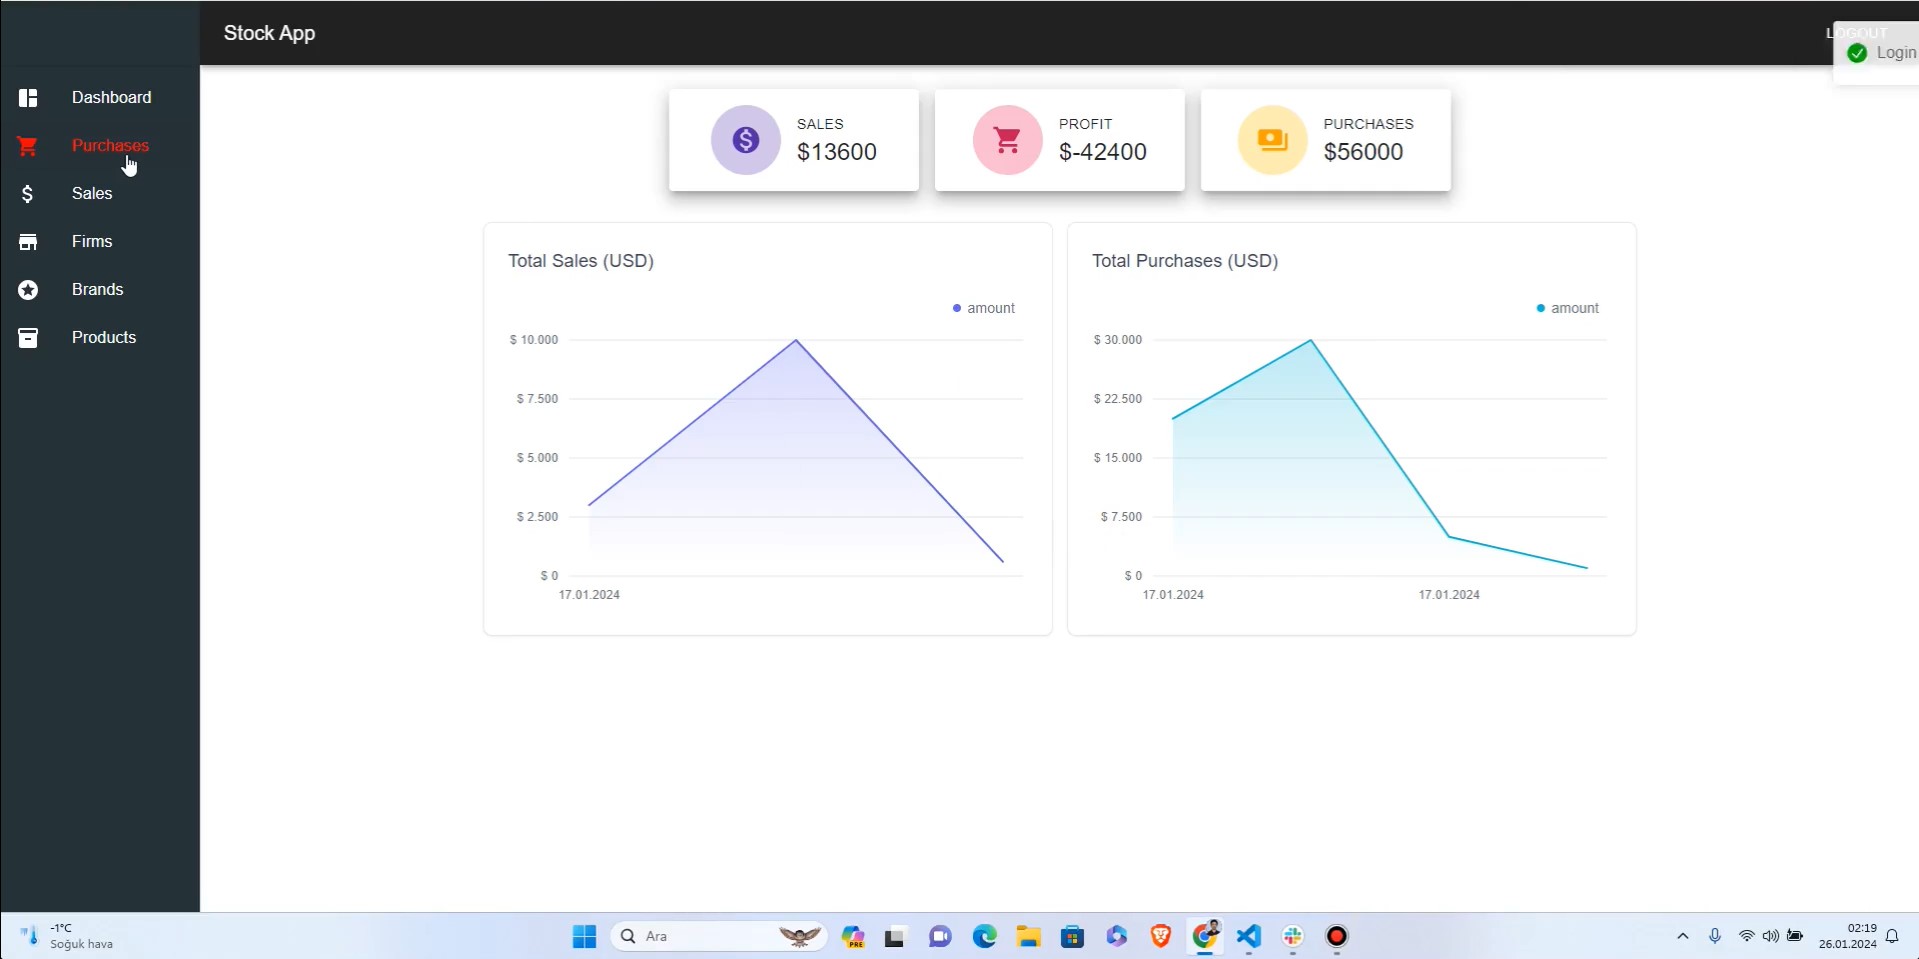 Stock App
LOGOUT
Login
Dashboard
Purchases
Sales
Firms
Brands
Products
SALES
$13600
PROFIT
$-42400
PURCHASES
$56000
Total Sales (USD)
amount
$ 10.000
$ 7.500
$ 5.000
$ 2.500
$ 0
17.01.2024
Total Purchases (USD)
amount
$ 30.000
$ 22.500
$ 15.000
$ 7.500
$ 0
17.01.2024
17.01.2024
-1°C
Soğuk hava
Ara
PRE
02:19
26.01.2024